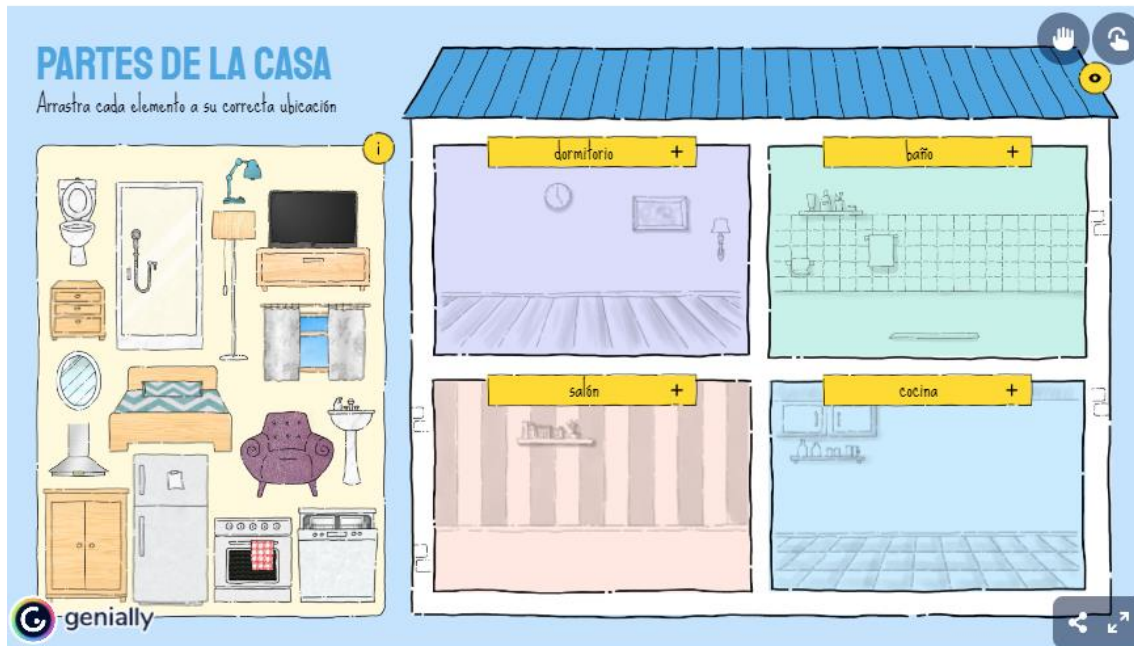 PARTES DE LA CASA
Arrastra cada elemento a su correcta ubicación
i
dormitorio +
baño +
salón +
cocina +
genially